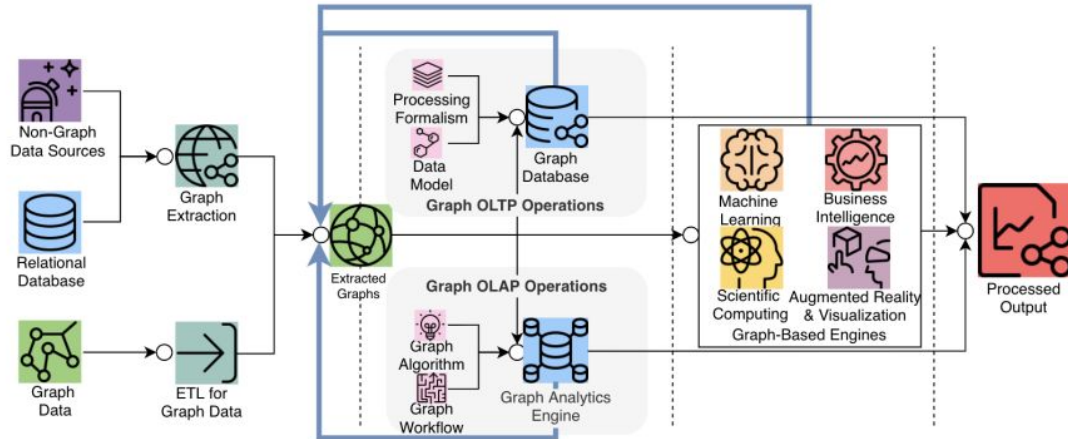 Non-Graph
Data Sources
Relational
Database
Graph
Data
Graph
Extraction
ETL for
Graph Data
Extracted
Graphs
Processing
Formalism
Data
Model
Graph
Database
Graph OLTP Operations
Graph OLAP Operations
Graph
Algorithm
Graph
Workflow
Graph Analytics
Engine
Machine
Learning
Business
Intelligence
Scientific
Computing
Augmented Reality
& Visualization
Graph-Based Engines
Processed
Output